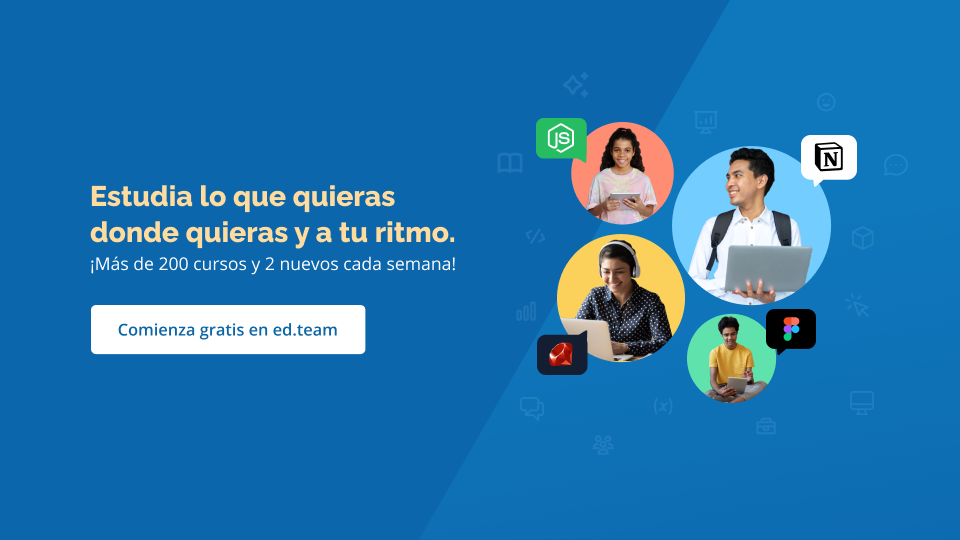 Estudia lo que quieras
donde quieras y a tu ritmo.
¡Más de 200 cursos y 2 nuevos cada semana!
Comienza gratis en ed.team
JS
N
(x)